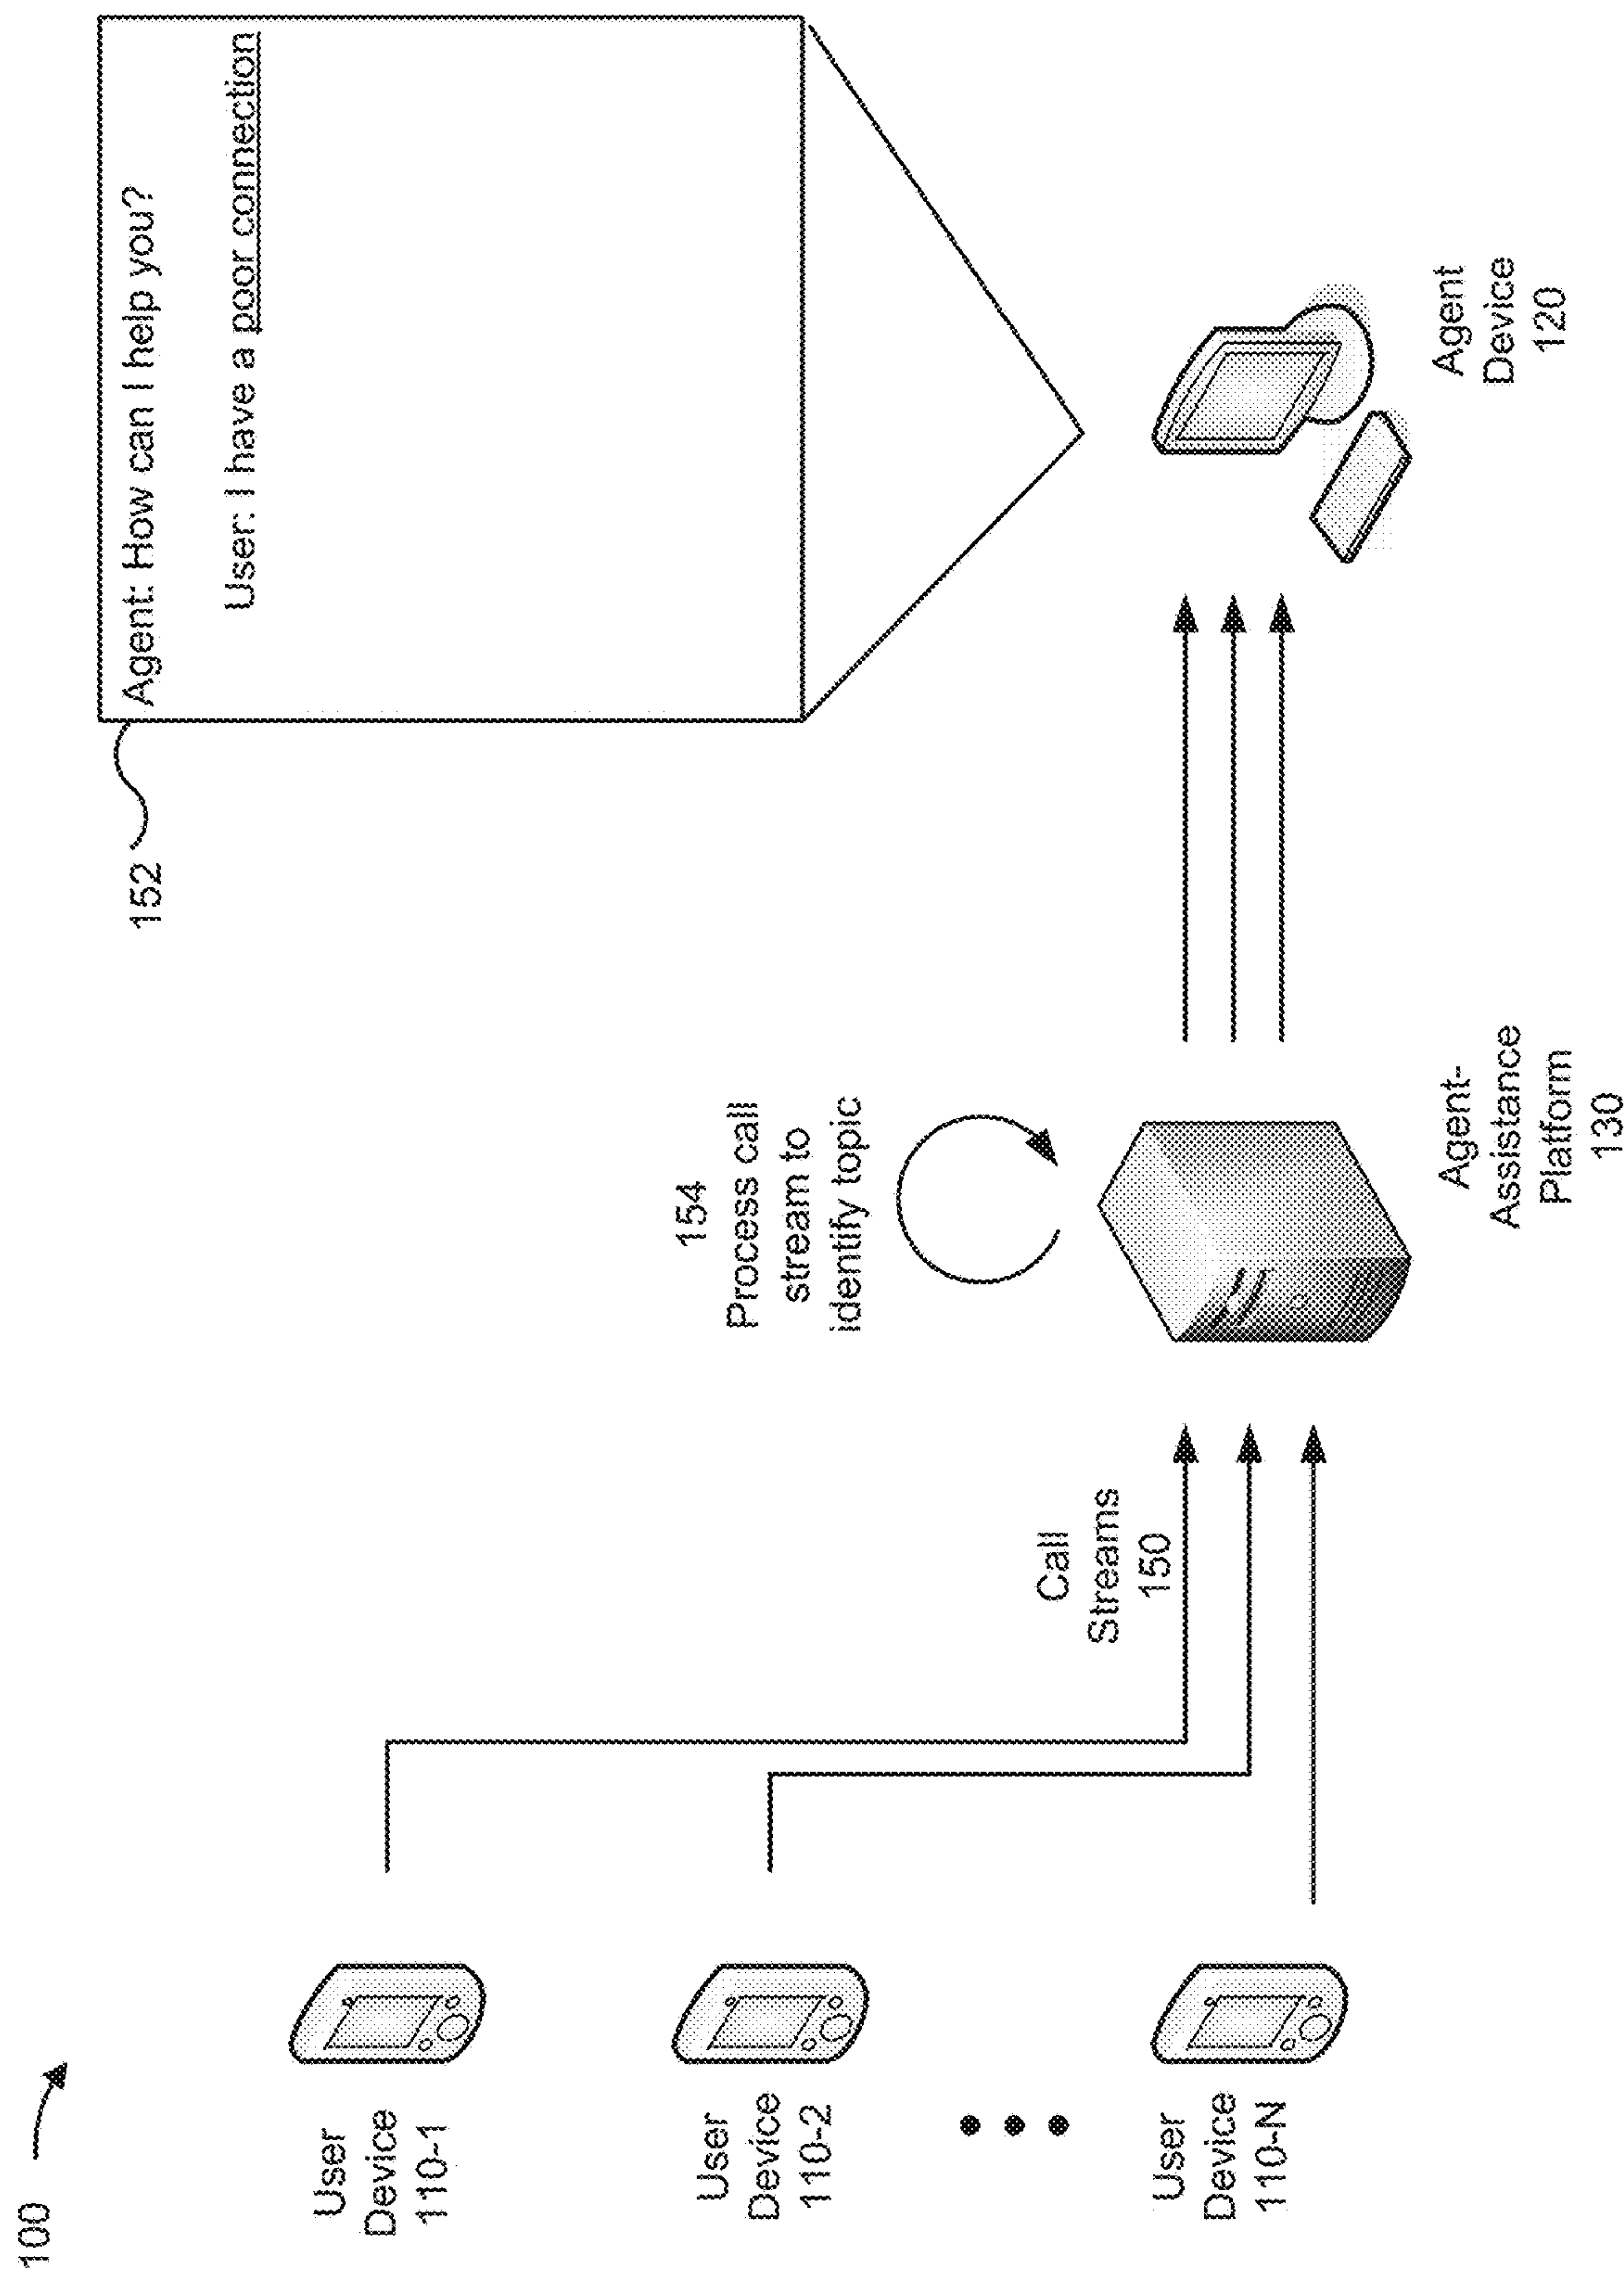 100
152
Agent: How can I help you?
User: I have a poor connection
User
Device
110-1
154
Process call
stream to
identify topic
User
Device
110-2
Call
Streams
150
User
Device
110-N
Agent-
Assistance
Platform
130
Agent
Device
120